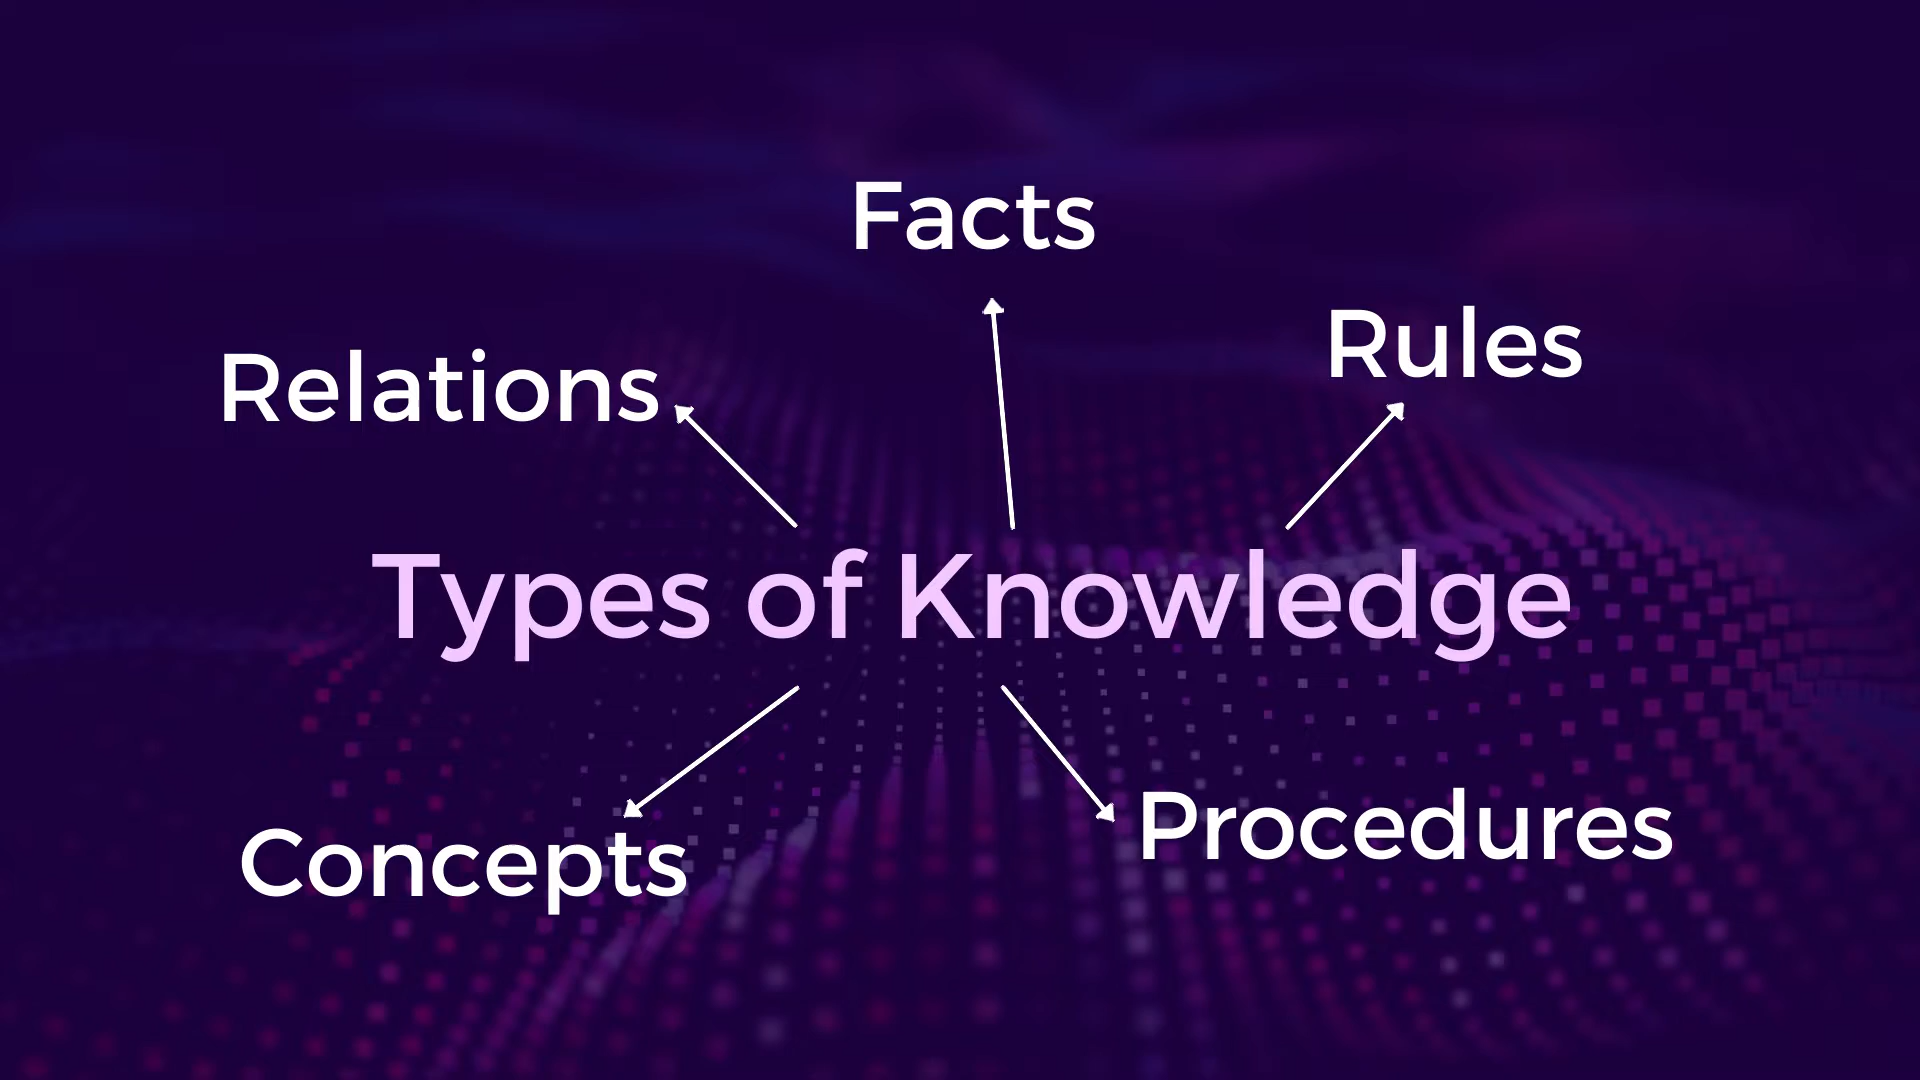 Facts
Rules
Relations
Types of Knowledge
Procedures
Concepts